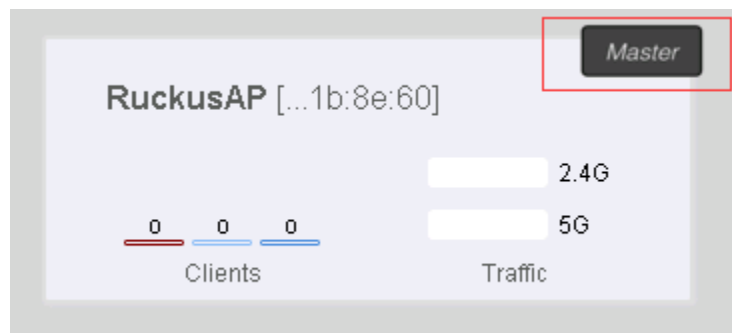 Master
RuckusAP [...1b:8e:60]
2.4G
0 0 0 5G
Clients Traffic